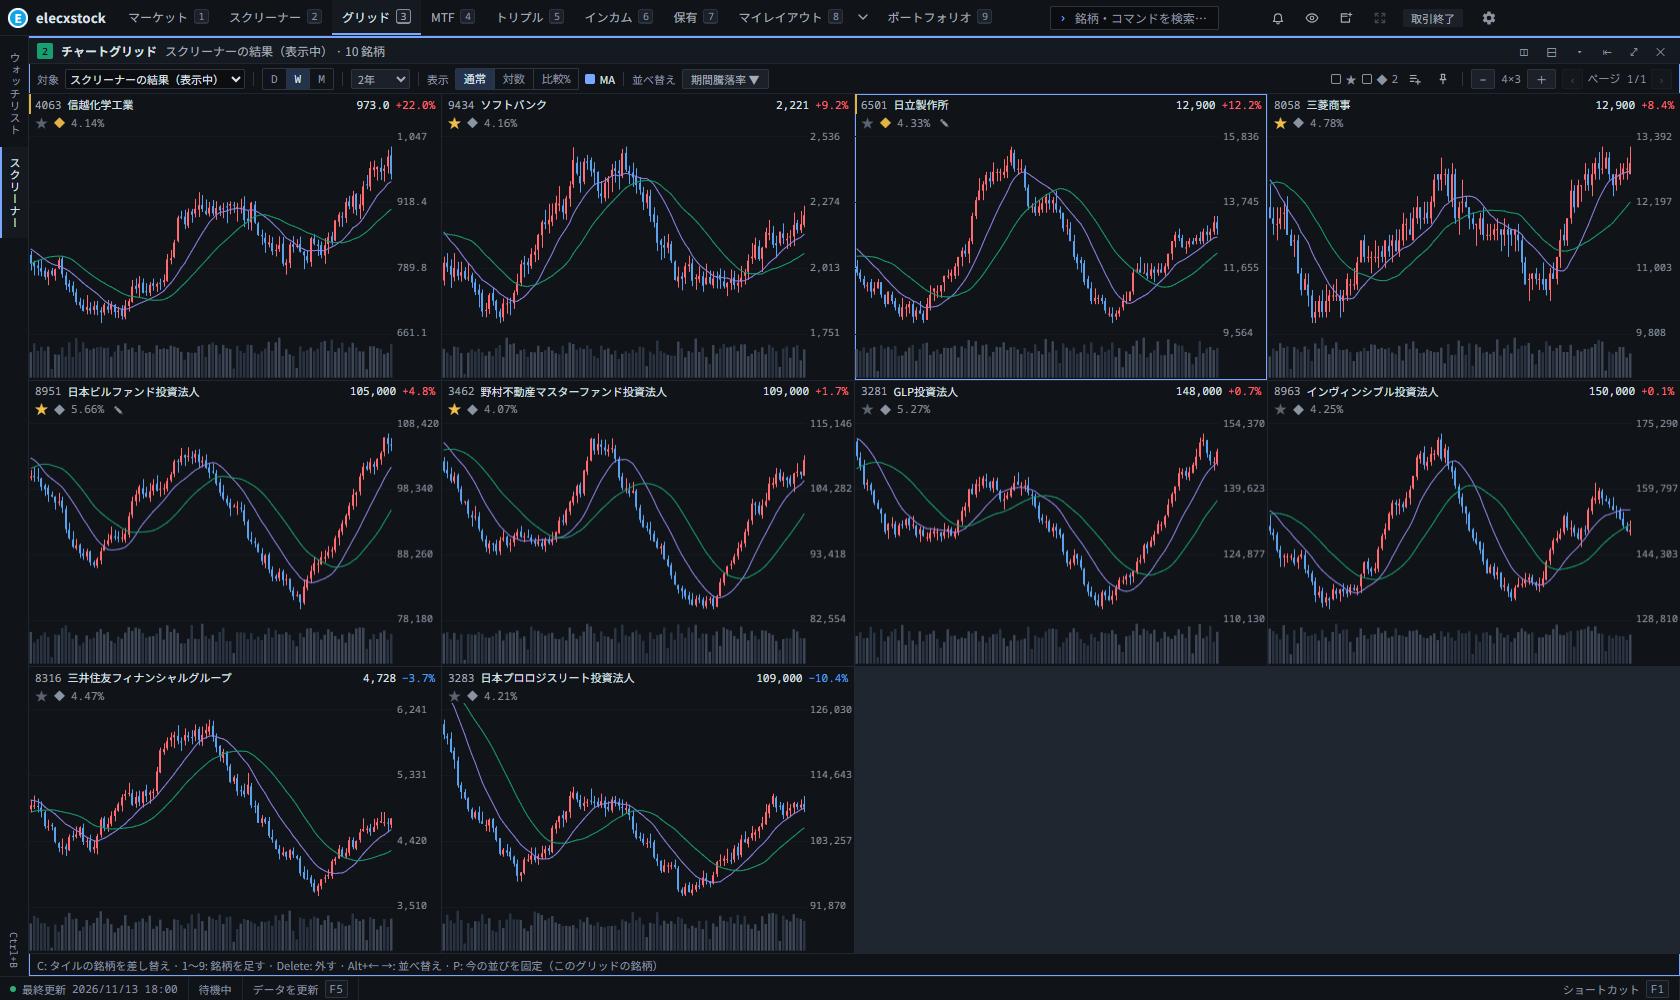 E elecxstock マーケット 1 スクリーナー 2 グリッド 3 MTF 4 トリプル 5 インカム 6 保有 7 マイレイアウト 8 ポートフォリオ 9 › 銘柄・コマンドを検索… 取引終了
ウォッチリスト
スクリーナー
Ctrl+B
2 チャートグリッド スクリーナーの結果（表示中）・10 銘柄
対象 スクリーナーの結果（表示中） D W M 2年 表示 通常 対数 比較% MA 並べ替え 期間騰落率▼ ★ ◆ 2 − 4×3 + ‹ ページ 1/1 ›
4063 信越化学工業 973.0 +22.0%
★ ◆ 4.14%
1,047
918.4
789.8
661.1
9434 ソフトバンク 2,221 +9.2%
★ ◆ 4.16%
2,536
2,274
2,013
1,751
6501 日立製作所 12,900 +12.2%
★ ◆ 4.33%
15,836
13,745
11,655
9,564
8058 三菱商事 12,900 +8.4%
★ ◆ 4.78%
13,392
12,197
11,003
9,808
8951 日本ビルファンド投資法人 105,000 +4.8%
★ ◆ 5.66%
108,420
98,340
88,260
78,180
3462 野村不動産マスターファンド投資法人 109,000 +1.7%
★ ◆ 4.07%
115,146
104,282
93,418
82,554
3281 GLP投資法人 148,000 +0.7%
★ ◆ 5.27%
154,370
139,623
124,877
110,130
8963 インヴィンシブル投資法人 150,000 +0.1%
★ ◆ 4.25%
175,290
159,797
144,303
128,810
8316 三井住友フィナンシャルグループ 4,728 −3.7%
★ ◆ 4.47%
6,241
5,331
4,420
3,510
3283 日本プロロジスリート投資法人 109,000 −10.4%
★ ◆ 4.21%
126,030
114,643
103,257
91,870
C: タイルの銘柄を差し替え · 1〜9: 銘柄を足す · Delete: 外す · Alt+← →: 並べ替え · P: 今の並びを固定（このグリッドの銘柄）
最終更新 2026/11/13 18:00 待機中 データを更新 F5 ショートカット F1